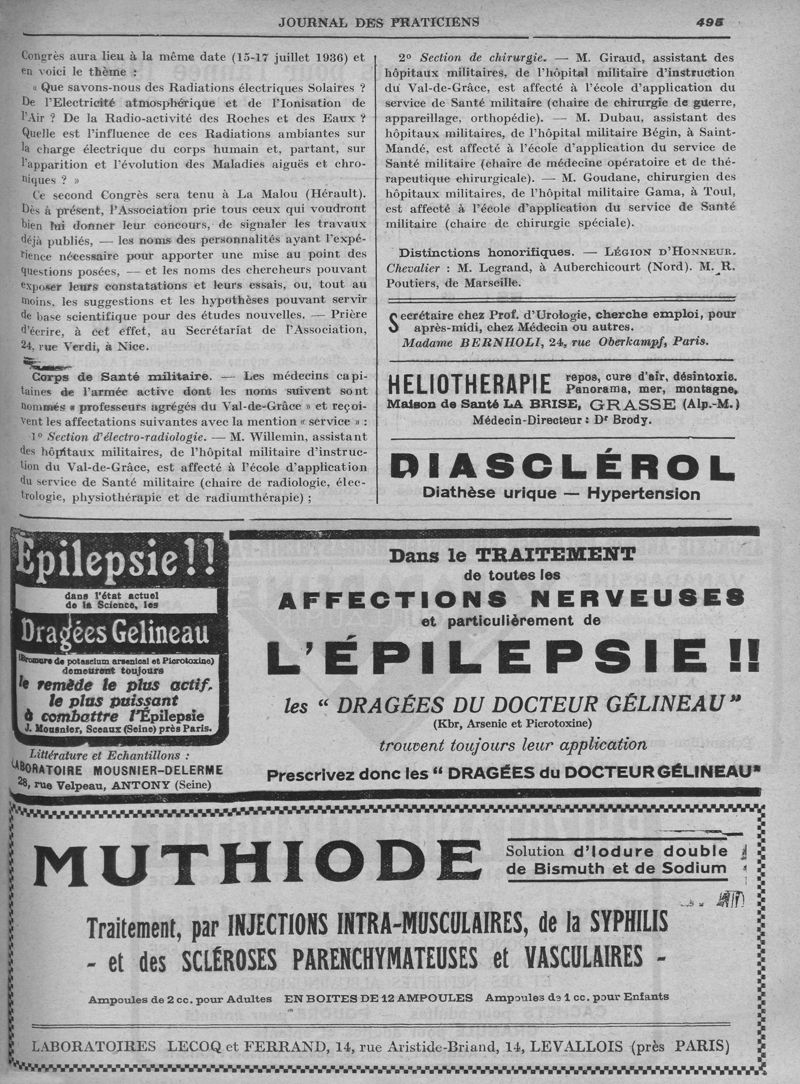 JOURNAL DES PRATICIENS
495
Congrès aura lieu à la même date (15-17 juillet 1936) et
en voici le thème :
« Que savons-nous des Radiations électriques Solaires ?
De l'Electricité atmosphérique et de l'Ionisation de
l'Air ? De la Radio-activité des Roches et des Eaux ?
Quelle est l'influence de ces Radiations ambiantes sur
la charge électrique du corps humain et, partant, sur
l'apparition et l'évolution des Maladies aiguës et chro-
niques ? »
Ce second Congrès sera tenu à La Malou (Hérault).
Dès à présent, l'Association prie tous ceux qui voudront
bien lui donner leur concours, de signaler les travaux
déjà publiés, — les noms des personnalités ayant l'expé-
rience nécessaire pour apporter une mise au point des
questions posées, — et les noms des chercheurs pouvant
exposer leurs constatations et leurs essais, ou, tout au
moins, les suggestions et les hypothèses pouvant servir
de base scientifique pour des études nouvelles. — Prière
d'écrire, à cet effet, au Secrétariat de l'Association,
24, rue Verdi, à Nice.
Corps de Santé militaire. — Les médecins capi-
taines de l'armée active dont les noms suivent sont
nommés « professeurs agrégés du Val-de-Grâce » et reçoi-
vent les affectations suivantes avec la mention « service » :
1° Section d'électro-radiologie. — M. Willemin, assistant
des hôpitaux militaires, de l'hôpital militaire d'instruc-
tion du Val-de-Grâce, est affecté à l'école d'application
du service de Santé militaire (chaire de radiologie, élec-
trologie, physiothérapie et de radiumthérapie) ;
2° Section de chirurgie. — M. Giraud, assistant des
hôpitaux militaires, de l'hôpital militaire d'instruction
du Val-de-Grâce, est affecté à l'école d'application du
service de Santé militaire (chaire de chirurgie de guerre,
appareillage, orthopédie). — M. Dubau, assistant des
hôpitaux militaires, de l'hôpital militaire Bégin, à Saint-
Mandé, est affecté à l'école d'application du service de
Santé militaire (chaire de médecine opératoire et de thé-
rapeutique chirurgicale). — M. Goudane, chirurgien des
hôpitaux militaires, de l'hôpital militaire Gama, à Toul,
est affecté à l'école d'application du service de Santé
militaire (chaire de chirurgie spéciale).
Distinctions honorifiques. — LÉGION D'HONNEUR.
Chevalier : M. Legrand, à Auberchicourt (Nord). M. R.
Poutiers, de Marseille.
Secrétaire chez Prof. d'Urologie, cherche emploi, pour
après-midi, chez Médecin ou autres.
Madame BERNHOLI, 24, rue Oberkampf, Paris.
HELIOTHERAPIE repos, cure d'air, désintoxie.
Panorama, mer, montagne,
Maison de Santé LA BRISE, GRASSE (Alp.-M.)
Médecin-Directeur : Dr Brody.
DIASCLÉROL
Diathèse urique — Hypertension
Epilepsie !!
dans l'état actuel
de la Science, les
Dragées Gelineau
(Bromure de potassium arsenical et Picrotoxine)
demeurent toujours
le remède le plus actif,
le plus puissant
à combattre l'Épilepsie
J. Mousnier, Sceaux (Seine) près Paris.
Littérature et Echantillons :
LABORATOIRE MOUSNIER-DELERME
28, rue Velpeau, ANTONY (Seine)
Dans le TRAITEMENT
de toutes les
AFFECTIONS NERVEUSES
et particulièrement de
L'ÉPILEPSIE !!
les “ DRAGÉES DU DOCTEUR GÉLINEAU ”
(Kbr, Arsenic et Picrotoxine)
trouvent toujours leur application
Prescrivez donc les “ DRAGÉES du DOCTEUR GÉLINEAU ”
MUTHIODE
Solution d'Iodure double
de Bismuth et de Sodium
Traitement, par INJECTIONS INTRA-MUSCULAIRES, de la SYPHILIS
- et des SCLÉROSES PARENCHYMATEUSES et VASCULAIRES -
Ampoules de 2 cc. pour Adultes EN BOITES DE 12 AMPOULES Ampoules de 1 cc. pour Enfants
LABORATOIRES LECOQ et FERRAND, 14, rue Aristide-Briand, 14, LEVALLOIS (près PARIS)